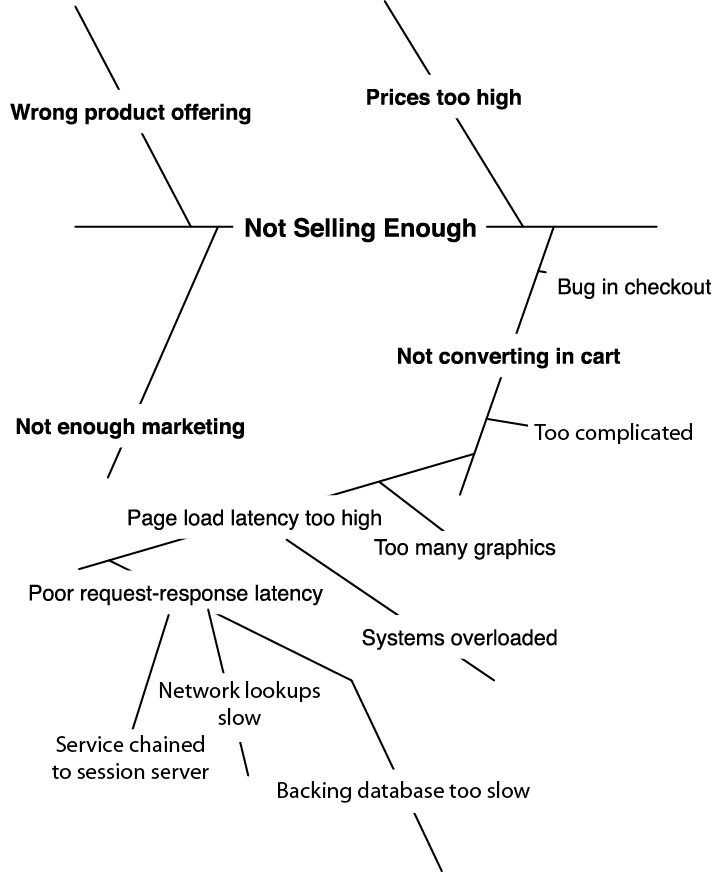 Prices too high
Wrong product offering
Not Selling Enough
Bug in checkout
Not converting in cart
Not enough marketing
Too complicated
Page load latency too high
Too many graphics
Poor request-response latency
Systems overloaded
Network lookups
slow
Service chained
to session server
Backing database too slow